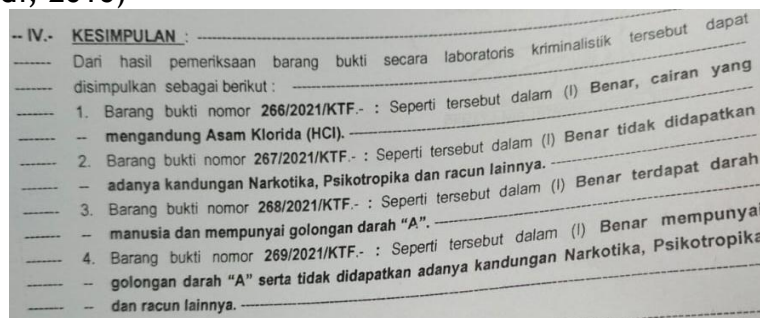 -- IV.- KESIMPULAN : ---
------- Dari hasil pemeriksaan barang bukti secara laboratoris kriminalistik tersebut dapat
------- disimpulkan sebagai berikut : ---
------- 1. Barang bukti nomor 266/2021/KTF.- : Seperti tersebut dalam (I) Benar, cairan yang
------- -- mengandung Asam Klorida (HCl). ---
------- 2. Barang bukti nomor 267/2021/KTF.- : Seperti tersebut dalam (I) Benar tidak didapatkan
------- -- adanya kandungan Narkotika, Psikotropika dan racun lainnya. ---
------- 3. Barang bukti nomor 268/2021/KTF.- : Seperti tersebut dalam (I) Benar terdapat darah
------- -- manusia dan mempunyai golongan darah “A”. ---
------- 4. Barang bukti nomor 269/2021/KTF.- : Seperti tersebut dalam (I) Benar mempunyai
------- -- golongan darah “A” serta tidak didapatkan adanya kandungan Narkotika, Psikotropika
------- -- dan racun lainnya. ---